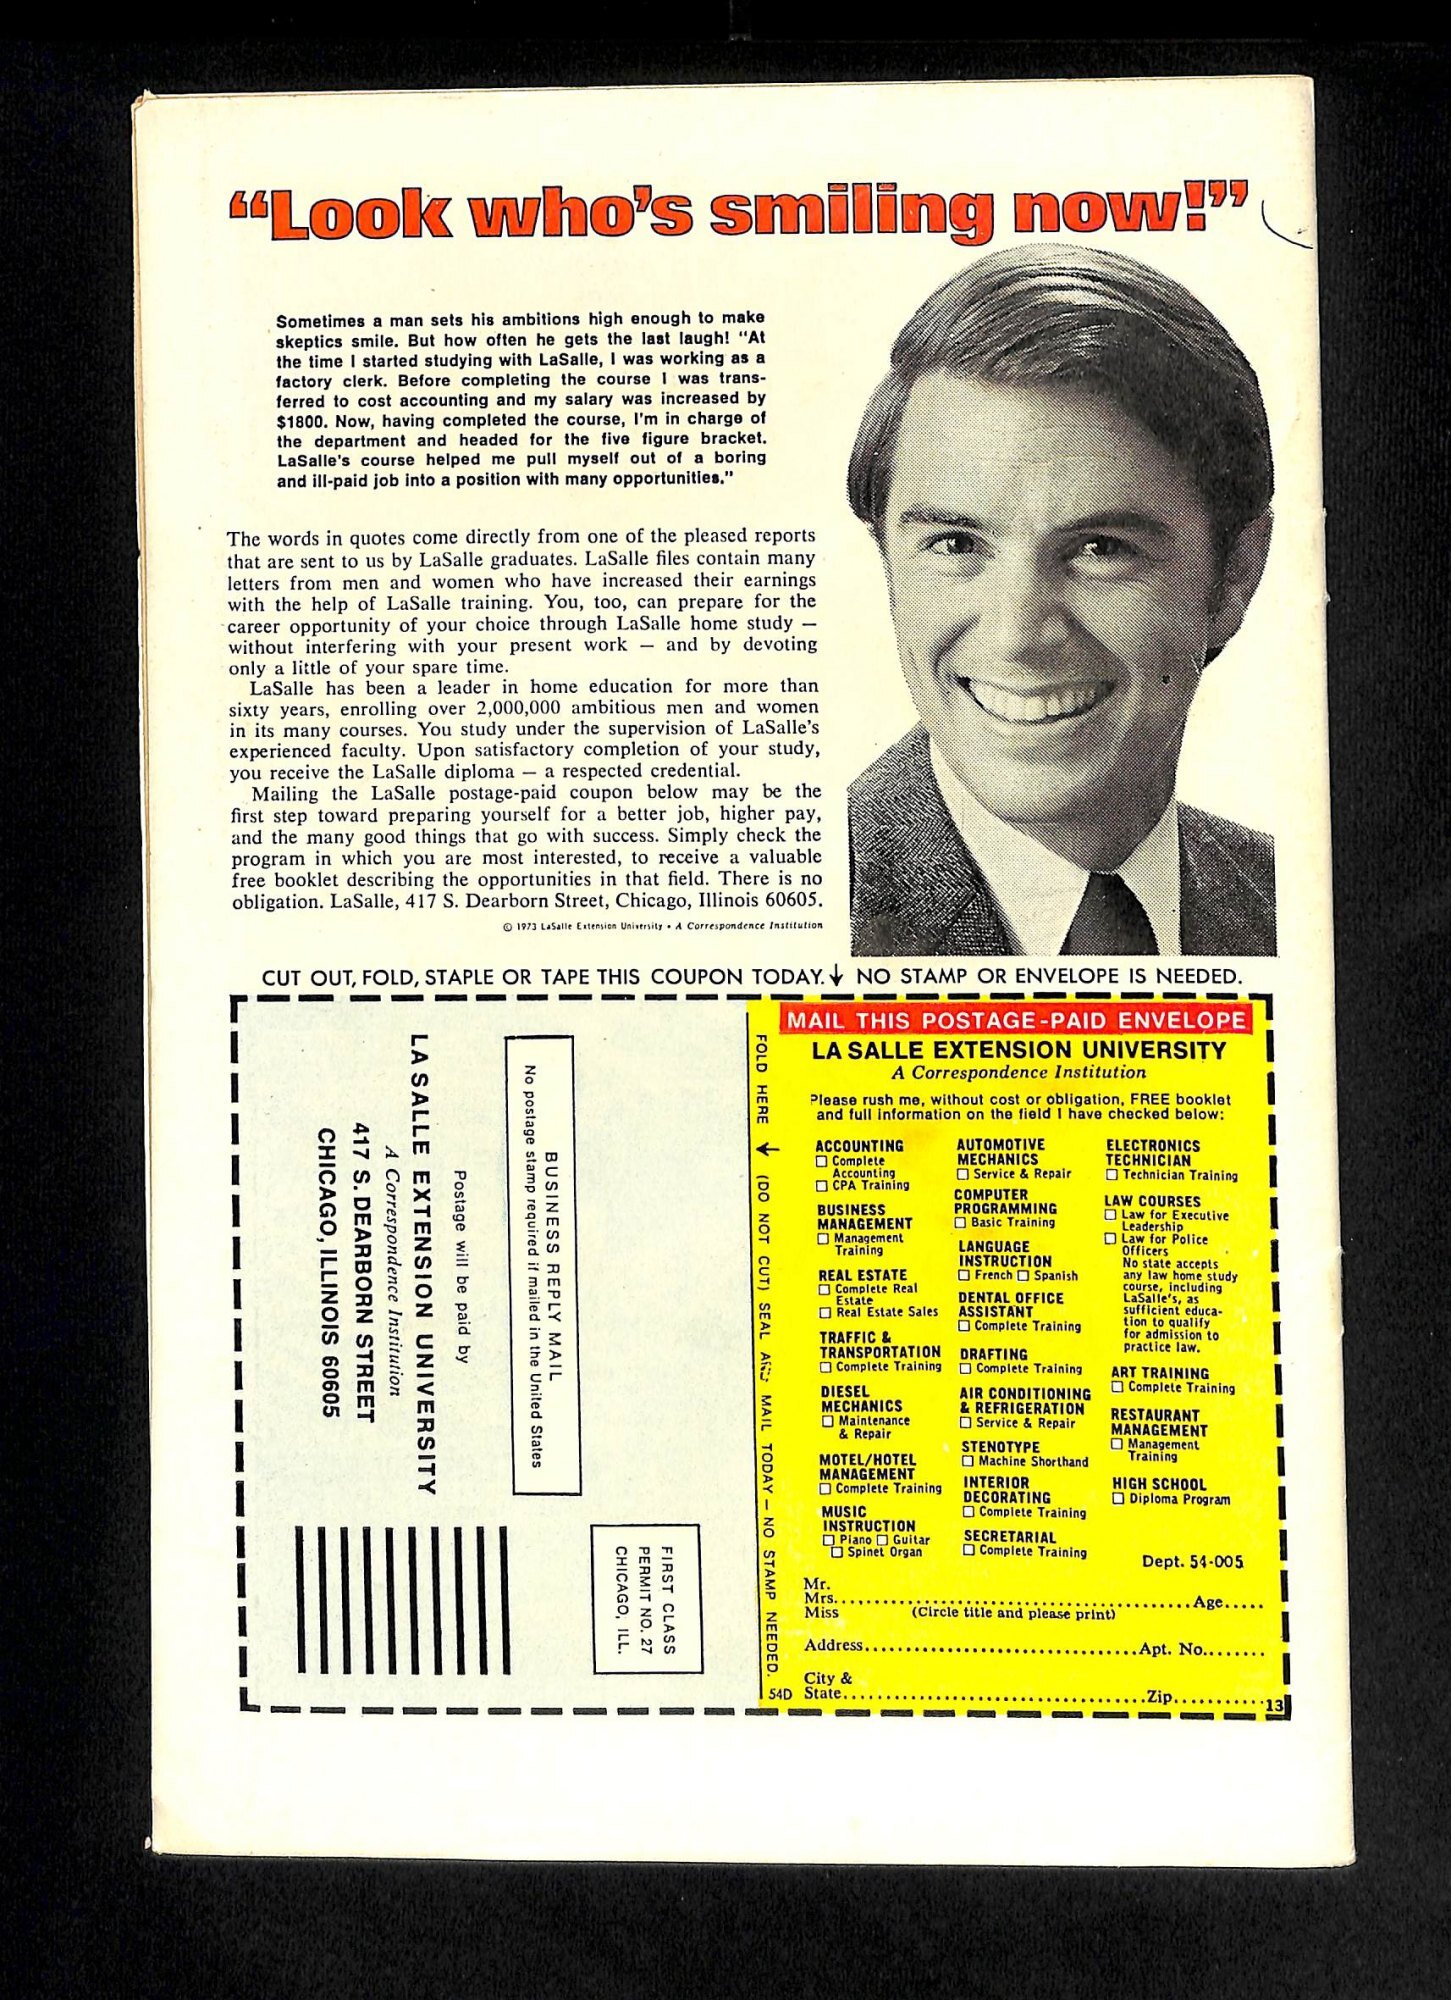 “Look who's smiling now!”
Sometimes a man sets his ambitions high enough to make
skeptics smile. But how often he gets the last laugh! “At
the time I started studying with LaSalle, I was working as a
factory clerk. Before completing the course I was trans-
ferred to cost accounting and my salary was increased by
$1800. Now, having completed the course, I'm in charge of
the department and headed for the five figure bracket.
LaSalle's course helped me pull myself out of a boring
and ill-paid job into a position with many opportunities.”
The words in quotes come directly from one of the pleased reports
that are sent to us by LaSalle graduates. LaSalle files contain many
letters from men and women who have increased their earnings
with the help of LaSalle training. You, too, can prepare for the
career opportunity of your choice through LaSalle home study —
without interfering with your present work — and by devoting
only a little of your spare time.
LaSalle has been a leader in home education for more than
sixty years, enrolling over 2,000,000 ambitious men and women
in its many courses. You study under the supervision of LaSalle's
experienced faculty. Upon satisfactory completion of your study,
you receive the LaSalle diploma — a respected credential.
Mailing the LaSalle postage-paid coupon below may be the
first step toward preparing yourself for a better job, higher pay,
and the many good things that go with success. Simply check the
program in which you are most interested, to receive a valuable
free booklet describing the opportunities in that field. There is no
obligation. LaSalle, 417 S. Dearborn Street, Chicago, Illinois 60605.
© 1973 LaSalle Extension University • A Correspondence Institution
CUT OUT, FOLD, STAPLE OR TAPE THIS COUPON TODAY. ↓ NO STAMP OR ENVELOPE IS NEEDED.
FIRST CLASS
PERMIT NO. 27
CHICAGO, ILL.
BUSINESS REPLY MAIL
No postage stamp required if mailed in the United States
Postage will be paid by
LA SALLE EXTENSION UNIVERSITY
A Correspondence Institution
417 S. DEARBORN STREET
CHICAGO, ILLINOIS 60605
FOLD HERE ↓ (DO NOT CUT) SEAL AND MAIL TODAY — NO STAMP NEEDED.
MAIL THIS POSTAGE-PAID ENVELOPE
LA SALLE EXTENSION UNIVERSITY
A Correspondence Institution
Please rush me, without cost or obligation, FREE booklet
and full information on the field I have checked below:
ACCOUNTING
☐ Complete
Accounting
☐ CPA Training
BUSINESS
MANAGEMENT
☐ Management
Training
REAL ESTATE
☐ Complete Real
Estate
☐ Real Estate Sales
TRAFFIC &
TRANSPORTATION
☐ Complete Training
DIESEL
MECHANICS
☐ Maintenance
& Repair
MOTEL/HOTEL
MANAGEMENT
☐ Complete Training
MUSIC
INSTRUCTION
☐ Piano ☐ Guitar
☐ Spinet Organ
AUTOMOTIVE
MECHANICS
☐ Service & Repair
COMPUTER
PROGRAMMING
☐ Basic Training
LANGUAGE
INSTRUCTION
☐ French ☐ Spanish
DENTAL OFFICE
ASSISTANT
☐ Complete Training
DRAFTING
☐ Complete Training
AIR CONDITIONING
& REFRIGERATION
☐ Service & Repair
STENOTYPE
☐ Machine Shorthand
INTERIOR
DECORATING
☐ Complete Training
SECRETARIAL
☐ Complete Training
ELECTRONICS
TECHNICIAN
☐ Technician Training
LAW COURSES
☐ Law for Executive
Leadership
☐ Law for Police
Officers
No state accepts
any law home study
course, including
LaSalle's, as
sufficient educa-
tion to qualify
for admission to
practice law.
ART TRAINING
☐ Complete Training
RESTAURANT
MANAGEMENT
☐ Management
Training
HIGH SCHOOL
☐ Diploma Program
Dept. 54-005
Mr.
Mrs. Age
Miss (Circle title and please print)
Address Apt. No.
City &
54D State Zip 13